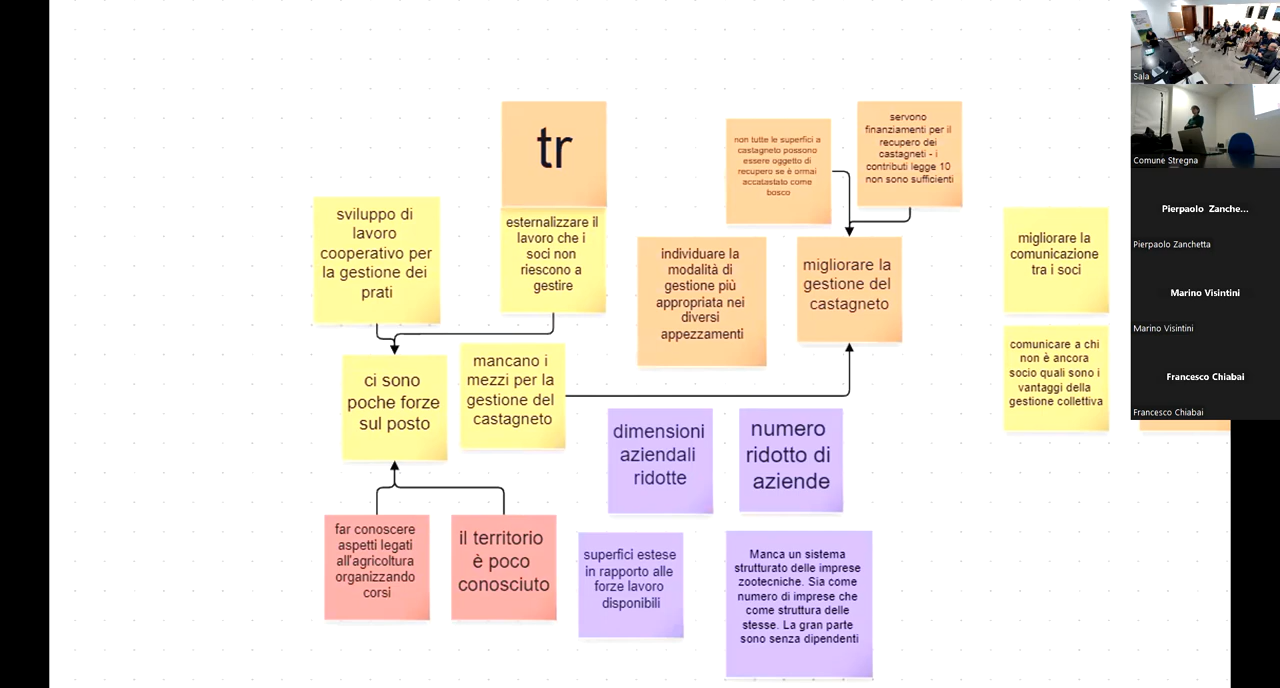 tr
non tutte le superfici a
castagneto possono
essere oggetto di
recupero se è ormai
accatastato come
bosco
servono
finanziamenti per il
recupero dei
castagneti - i
contributi legge 10
non sono sufficienti
sviluppo di
lavoro
cooperativo per
la gestione dei
prati
esternalizzare il
lavoro che i
soci non
riescono a
gestire
individuare la
modalità di
gestione più
appropriata nei
diversi
appezzamenti
migliorare la
gestione del
castagneto
migliorare la
comunicazione
tra i soci
ci sono
poche forze
sul posto
mancano i
mezzi per la
gestione del
castagneto
comunicare a chi
non è ancora
socio quali sono i
vantaggi della
gestione collettiva
dimensioni
aziendali
ridotte
numero
ridotto di
aziende
far conoscere
aspetti legati
all'agricoltura
organizzando
corsi
il territorio
è poco
conosciuto
superfici estese
in rapporto alle
forze lavoro
disponibili
Manca un sistema
strutturato delle imprese
zootecniche. Sia come
numero di imprese che
come struttura delle
stesse. La gran parte
sono senza dipendenti
Sala
Comune Stregna
Pierpaolo Zanche...
Pierpaolo Zanchetta
Marino Visintini
Marino Visintini
Francesco Chiabai
Francesco Chiabai